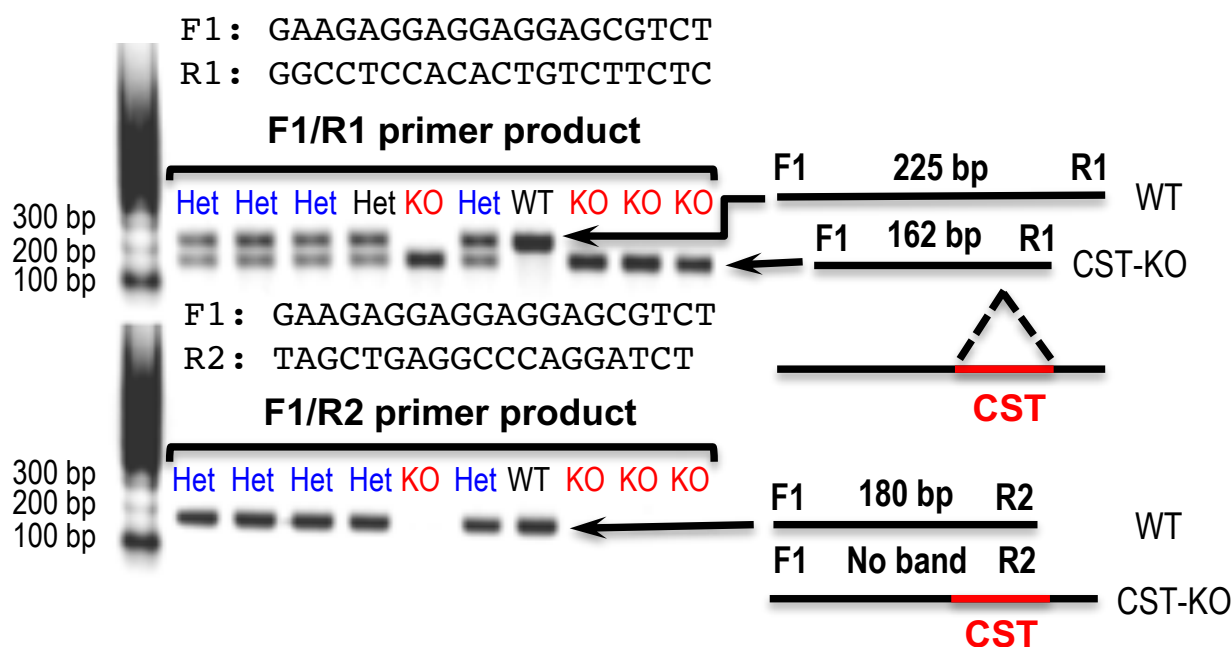 F1: GAAGAGGAGGAGGAGCGTCT
R1: GGCCTCCACACTGTCTTCTC
F1/R1 primer product
Het Het Het Het KO Het WT KO KO KO
300 bp
200 bp
100 bp
F1 225 bp R1 WT
F1 162 bp R1 CST-KO
CST
F1: GAAGAGGAGGAGGAGCGTCT
R2: TAGCTGAGGCCCAGGATCT
F1/R2 primer product
Het Het Het Het KO Het WT KO KO KO
300 bp
200 bp
100 bp
F1 180 bp R2 WT
F1 No band R2 CST-KO
CST